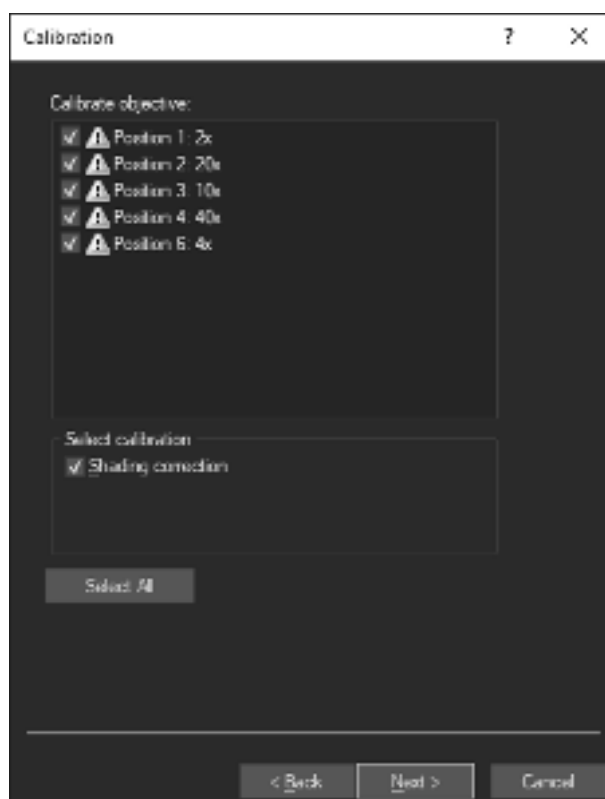 Calibration
Calibrate objective:
Position 1: 2x
Position 2: 20x
Position 3: 10x
Position 4: 40x
Position 6: 4x
Select calibration
Shading correction
Select All
< Back Next > Cancel